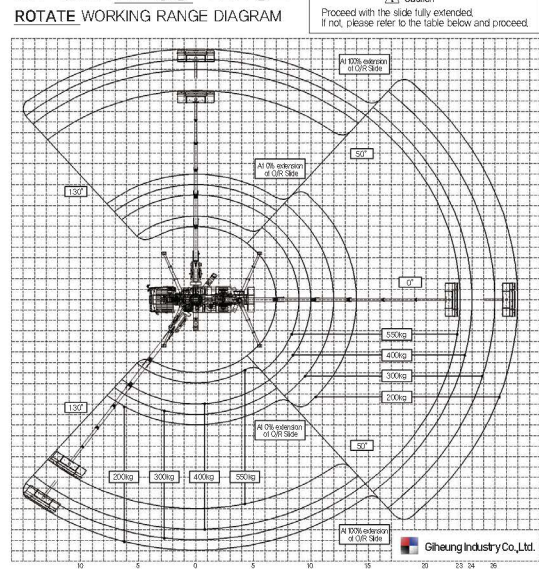 Caution
ROTATE WORKING RANGE DIAGRAM
Proceed with the slide fully extended.
If not, please refer to the table below and proceed.
At 100% extension
of O/R Slide
50°
At 0% extension
of O/R Slide
130°
0°
550kg
400kg
300kg
200kg
130°
At 0% extension
of O/R Slide
50°
200kg
300kg
400kg
550kg
At 100% extension
of O/R Slide
Giheung Industry Co.,Ltd.
10 5 0 5 10 15 20 23 24 26